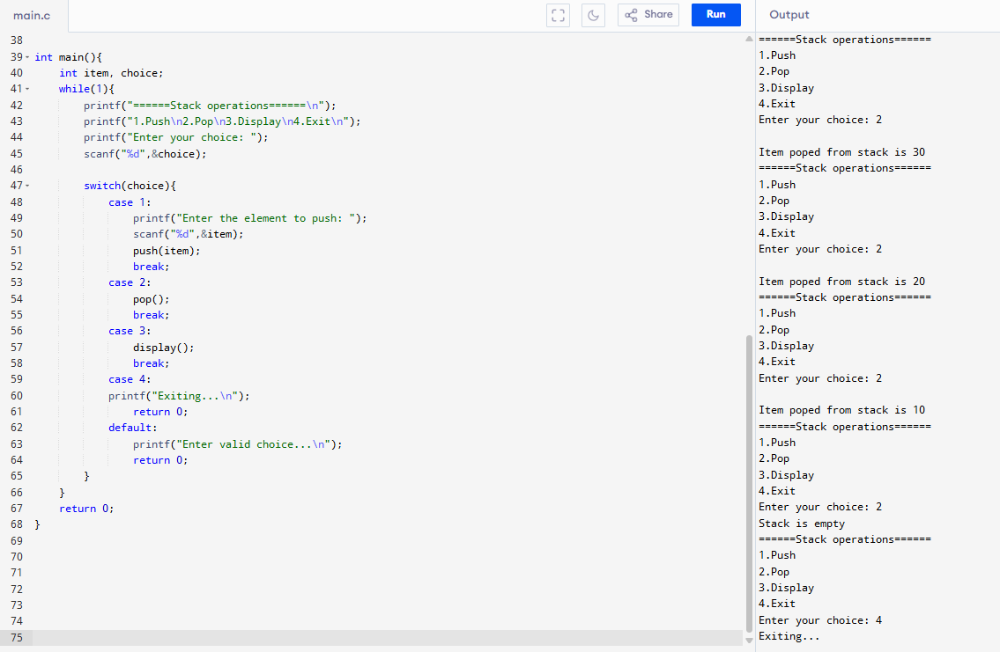 main.c
Share
Run
Output
38
39 int main(){
40     int item, choice;
41     while(1){
42         printf("======Stack operations======\n");
43         printf("1.Push\n2.Pop\n3.Display\n4.Exit\n");
44         printf("Enter your choice: ");
45         scanf("%d",&choice);
46
47         switch(choice){
48             case 1:
49                 printf("Enter the element to push: ");
50                 scanf("%d",&item);
51                 push(item);
52                 break;
53             case 2:
54                 pop();
55                 break;
56             case 3:
57                 display();
58                 break;
59             case 4:
60             printf("Exiting...\n");
61                 return 0;
62             default:
63                 printf("Enter valid choice...\n");
64                 return 0;
65         }
66     }
67     return 0;
68 }
69
70
71
72
73
74
75
======Stack operations======
1.Push
2.Pop
3.Display
4.Exit
Enter your choice: 2

Item poped from stack is 30
======Stack operations======
1.Push
2.Pop
3.Display
4.Exit
Enter your choice: 2

Item poped from stack is 20
======Stack operations======
1.Push
2.Pop
3.Display
4.Exit
Enter your choice: 2

Item poped from stack is 10
======Stack operations======
1.Push
2.Pop
3.Display
4.Exit
Enter your choice: 2
Stack is empty
======Stack operations======
1.Push
2.Pop
3.Display
4.Exit
Enter your choice: 4
Exiting...